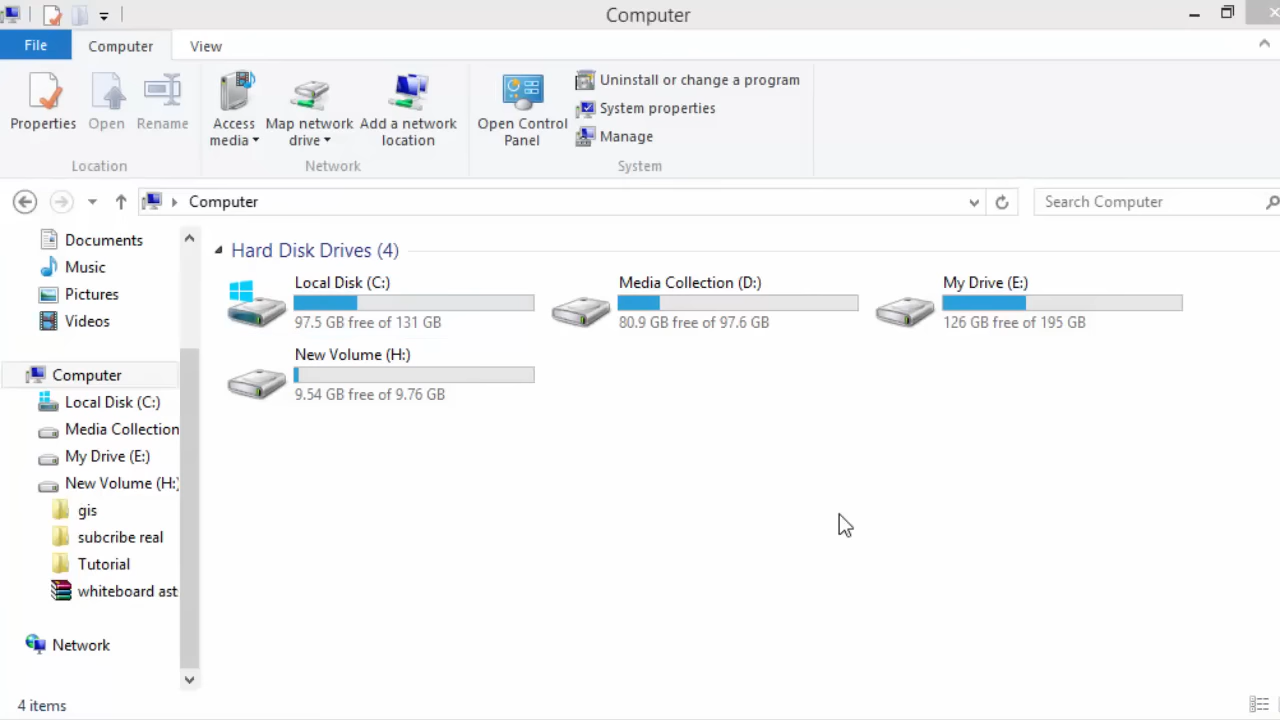 Computer
File
Computer
View
Properties
Open
Rename
Access media
Map network drive
Add a network location
Open Control Panel
Uninstall or change a program
System properties
Manage
Location
Network
System
Computer
Search Computer
Documents
Music
Pictures
Videos
Computer
Local Disk (C:)
Media Collection
My Drive (E:)
New Volume (H:)
gis
subcribe real
Tutorial
whiteboard ast
Network
Hard Disk Drives (4)
Local Disk (C:)
97.5 GB free of 131 GB
Media Collection (D:)
80.9 GB free of 97.6 GB
My Drive (E:)
126 GB free of 195 GB
New Volume (H:)
9.54 GB free of 9.76 GB
4 items